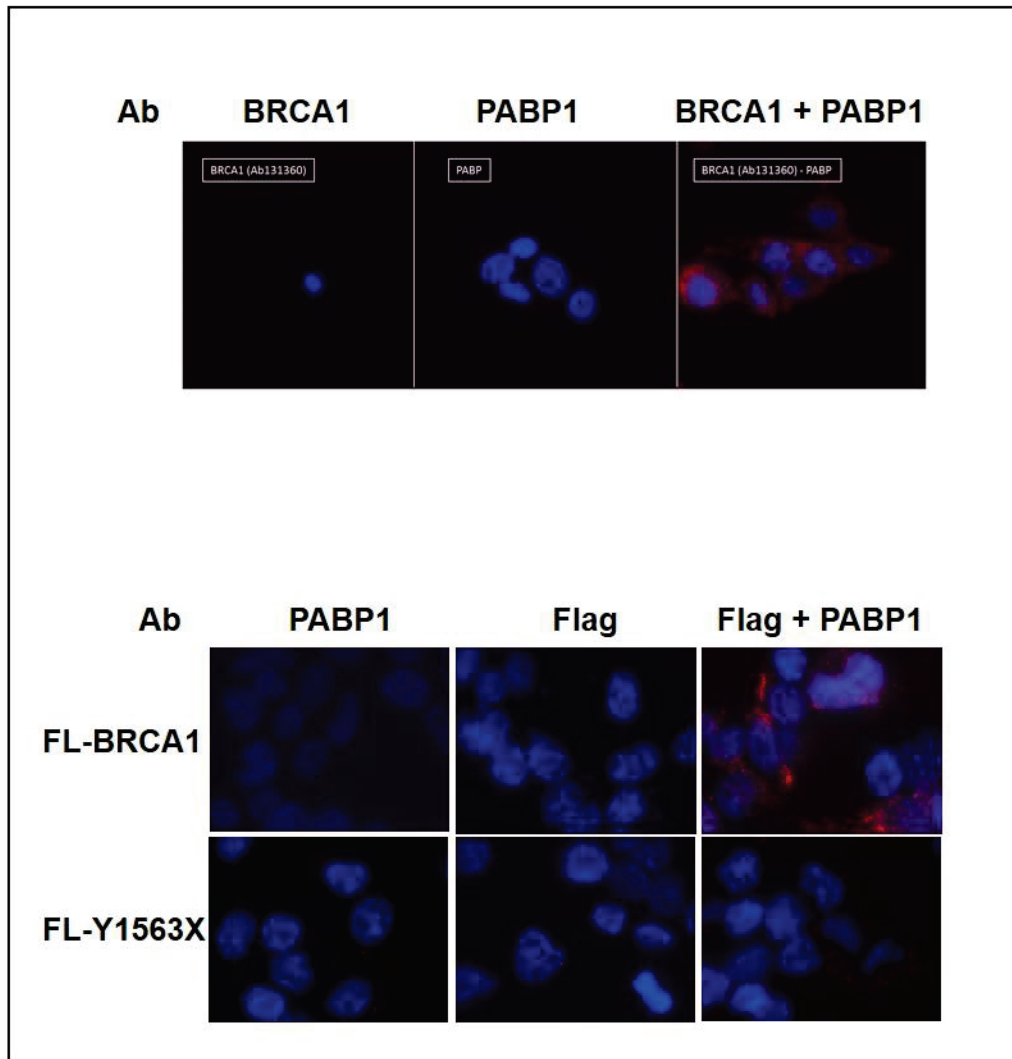 Ab BRCA1 PABP1 BRCA1 + PABP1
BRCA1 (Ab131360) PABP BRCA1 (Ab131360) - PABP
Ab PABP1 Flag Flag + PABP1
FL-BRCA1
FL-Y1563X